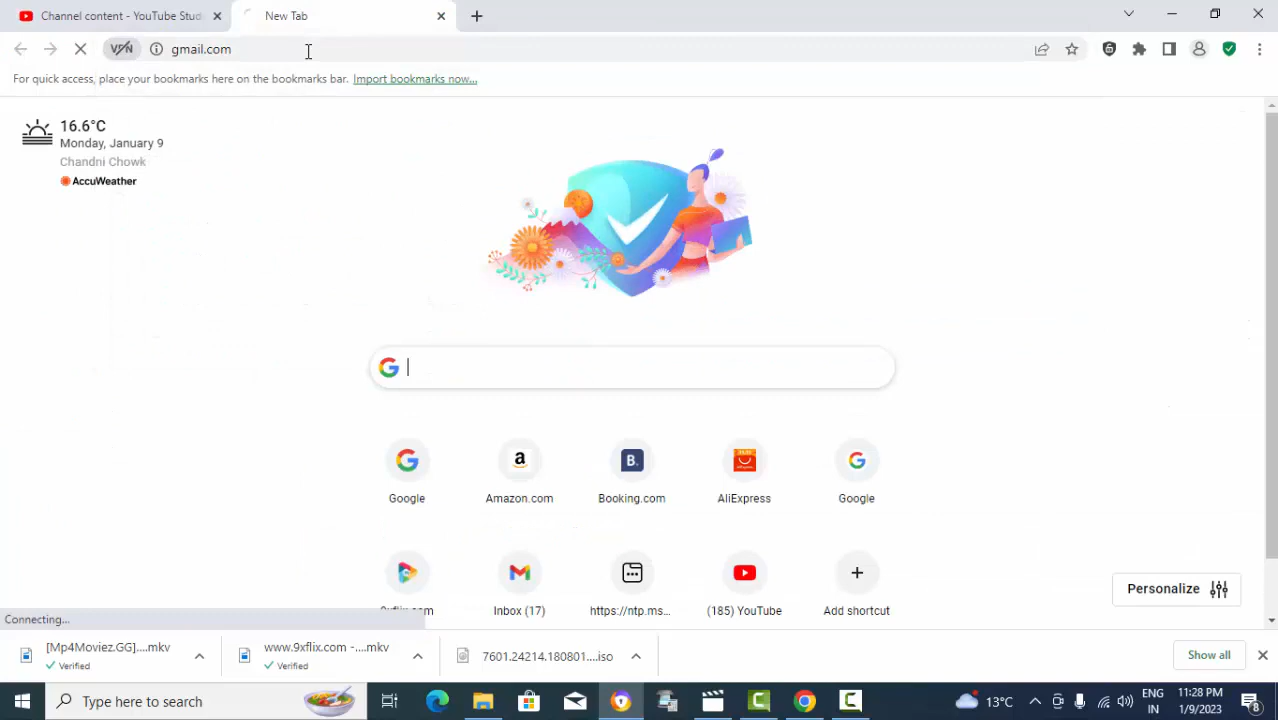 Channel content - YouTube Stud
New Tab
VPN
gmail.com
For quick access, place your bookmarks here on the bookmarks bar. Import bookmarks now...
16.6°C
Monday, January 9
Chandni Chowk
AccuWeather
Google
Amazon.com
Booking.com
AliExpress
Google
9xflix.com
Inbox (17)
https://ntp.ms...
(185) YouTube
Add shortcut
Personalize
Connecting...
[Mp4Moviez.GG]....mkv
Verified
www.9xflix.com -....mkv
Verified
7601.24214.180801....iso
Show all
Type here to search
13°C
ENG
IN
11:28 PM
1/9/2023
8